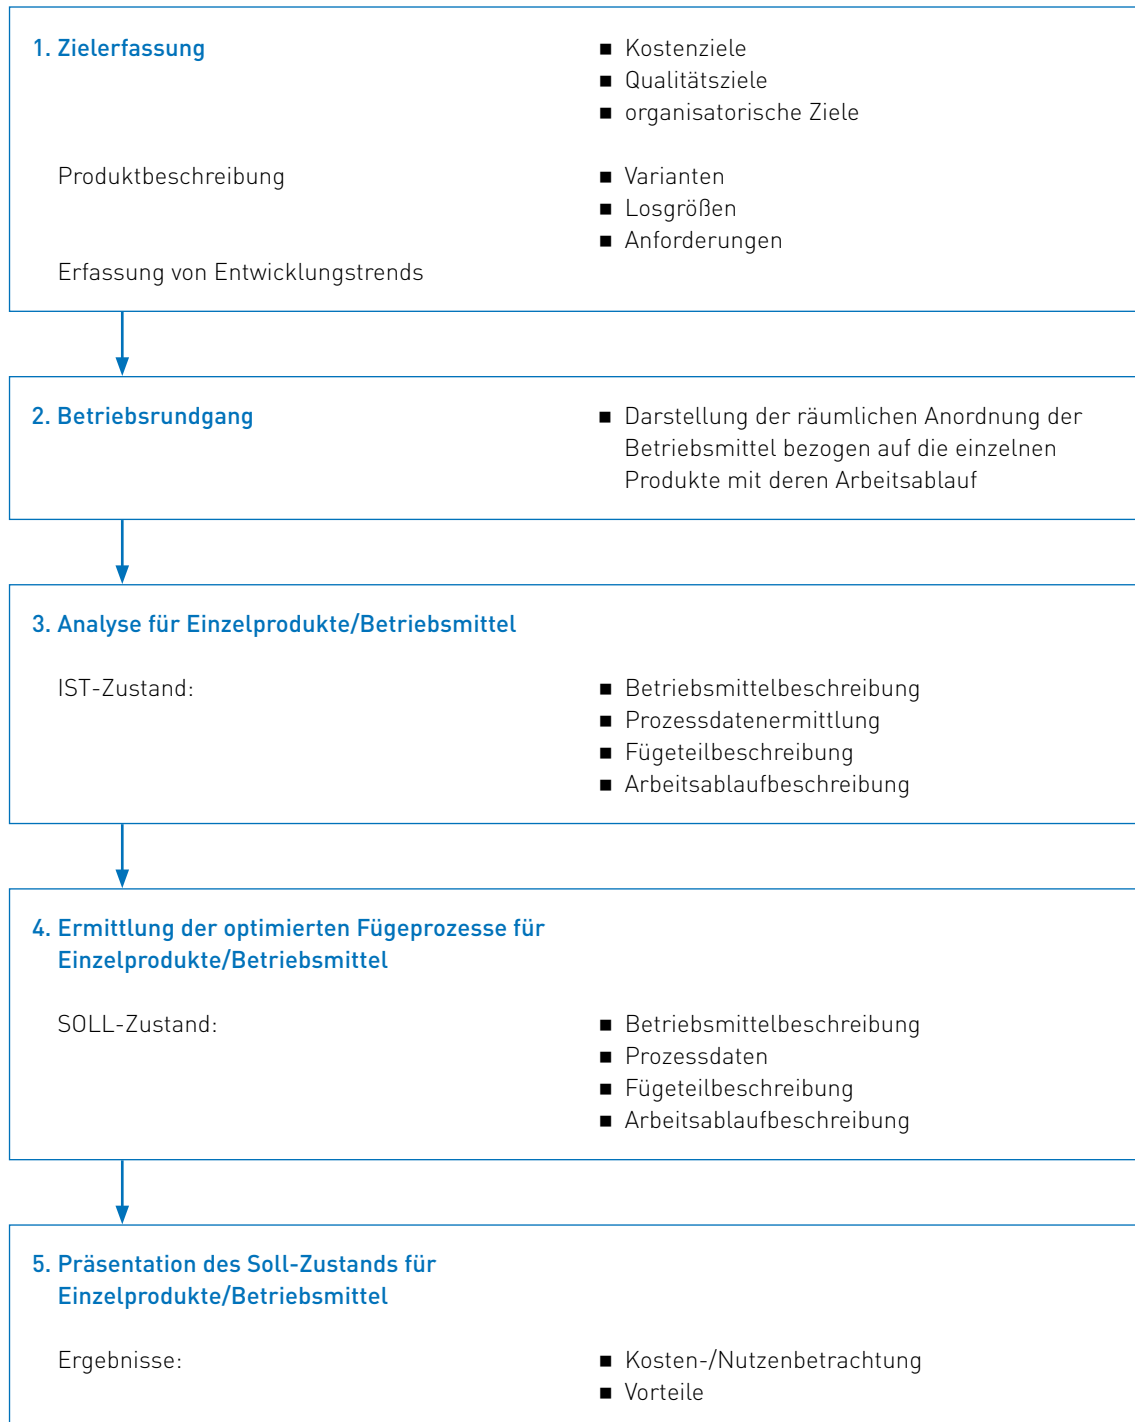 1. Zielerfassung
■ Kostenziele
■ Qualitätsziele
■ organisatorische Ziele
Produktbeschreibung
■ Varianten
■ Losgrößen
■ Anforderungen
Erfassung von Entwicklungstrends
2. Betriebsrundgang
■ Darstellung der räumlichen Anordnung der
Betriebsmittel bezogen auf die einzelnen
Produkte mit deren Arbeitsablauf
3. Analyse für Einzelprodukte/Betriebsmittel
IST-Zustand:
■ Betriebsmittelbeschreibung
■ Prozessdatenermittlung
■ Fügeteilbeschreibung
■ Arbeitsablaufbeschreibung
4. Ermittlung der optimierten Fügeprozesse für
Einzelprodukte/Betriebsmittel
SOLL-Zustand:
■ Betriebsmittelbeschreibung
■ Prozessdaten
■ Fügeteilbeschreibung
■ Arbeitsablaufbeschreibung
5. Präsentation des Soll-Zustands für
Einzelprodukte/Betriebsmittel
Ergebnisse:
■ Kosten-/Nutzenbetrachtung
■ Vorteile